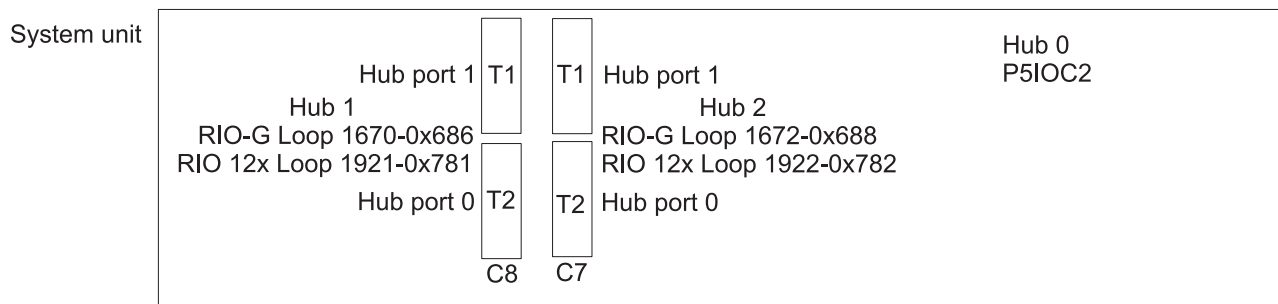 System unit
Hub 0
P5IOC2
Hub port 1 T1 T1 Hub port 1
Hub 1 Hub 2
RIO-G Loop 1670-0x686 RIO-G Loop 1672-0x688
RIO 12x Loop 1921-0x781 RIO 12x Loop 1922-0x782
Hub port 0 T2 T2 Hub port 0
C8 C7